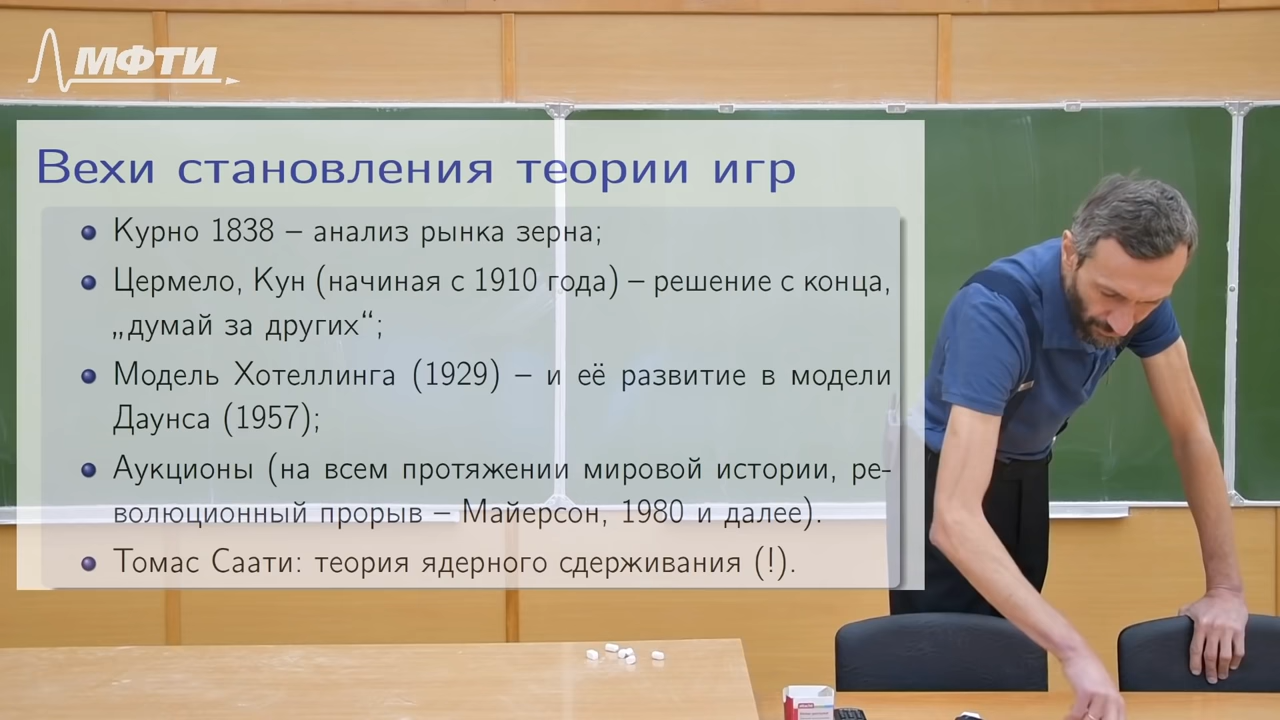 МФТИ
Вехи становления теории игр
Курно 1838 – анализ рынка зерна;
Цермело, Кун (начиная с 1910 года) – решение с конца,
„думай за других“;
Модель Хотеллинга (1929) – и её развитие в модели
Даунса (1957);
Аукционы (на всем протяжении мировой истории, ре-
волюционный прорыв – Майерсон, 1980 и далее).
Томас Саати: теория ядерного сдерживания (!).